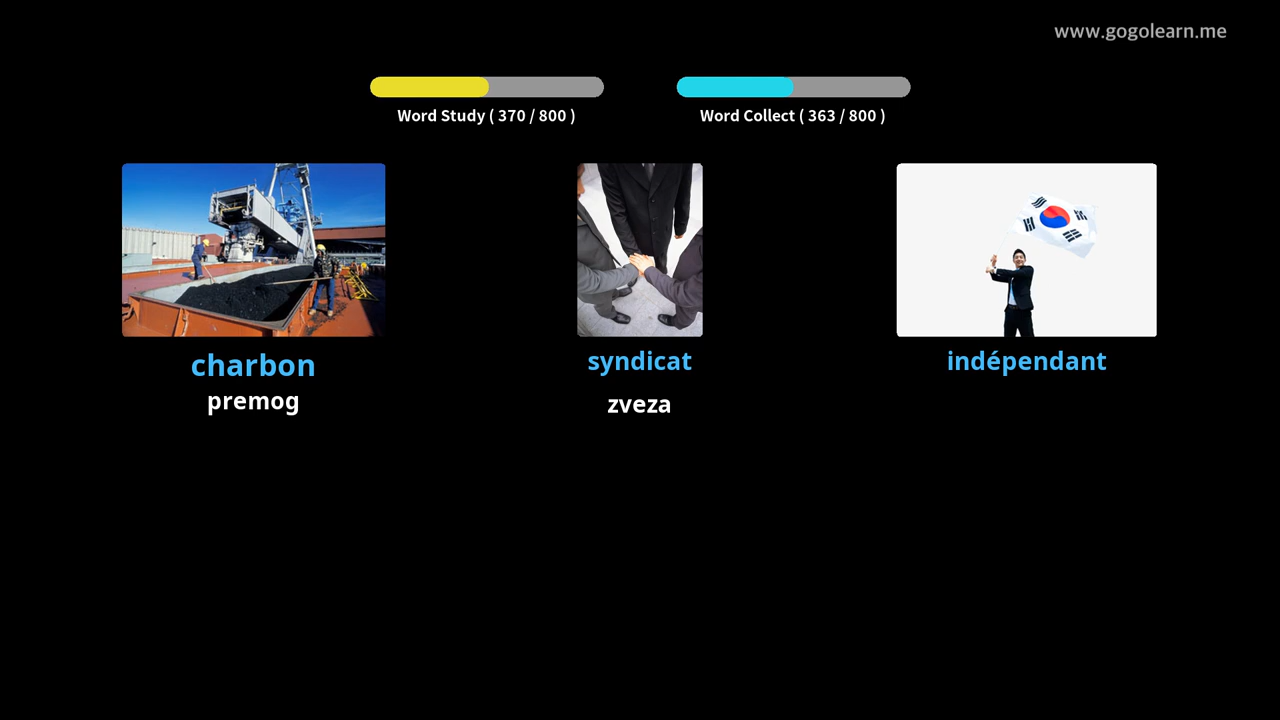 www.gogolearn.me
Word Study ( 370 / 800 )
Word Collect ( 363 / 800 )
charbon
premog
syndicat
zveza
indépendant